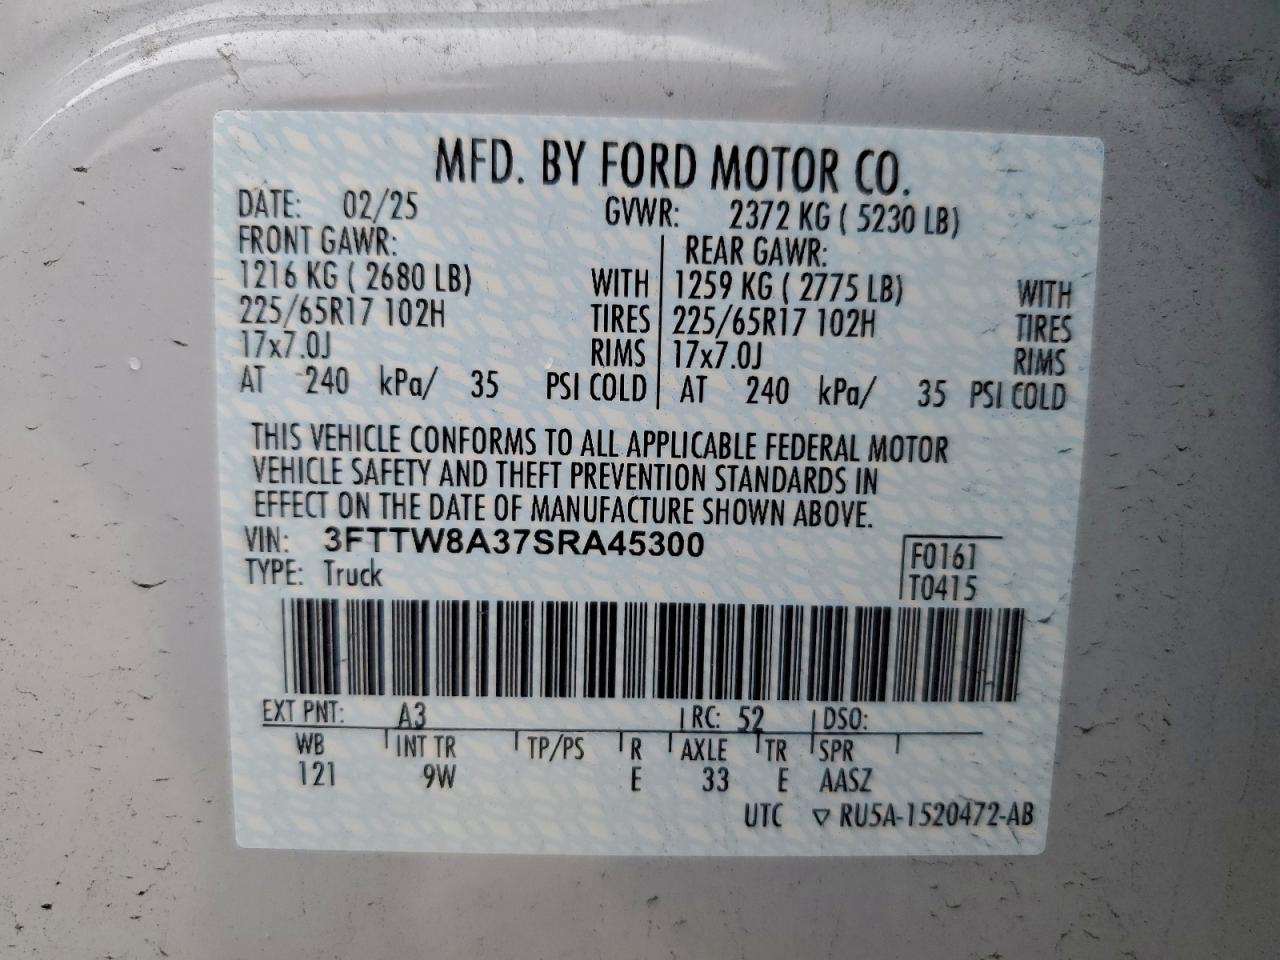 MFD. BY FORD MOTOR CO.
DATE: 02/25 GVWR: 2372 KG ( 5230 LB)
FRONT GAWR: REAR GAWR:
1216 KG ( 2680 LB) WITH 1259 KG ( 2775 LB) WITH
225/65R17 102H TIRES 225/65R17 102H TIRES
17x7.0J RIMS 17x7.0J RIMS
AT 240 kPa/ 35 PSI COLD AT 240 kPa/ 35 PSI COLD
THIS VEHICLE CONFORMS TO ALL APPLICABLE FEDERAL MOTOR
VEHICLE SAFETY AND THEFT PREVENTION STANDARDS IN
EFFECT ON THE DATE OF MANUFACTURE SHOWN ABOVE.
VIN: 3FTTW8A37SRA45300
TYPE: Truck
F0161
T0415
EXT PNT: A3 RC: 52 DSO:
WB INT TR TP/PS R AXLE TR SPR
121 9W E 33 E AASZ
UTC ▽ RU5A-1520472-AB